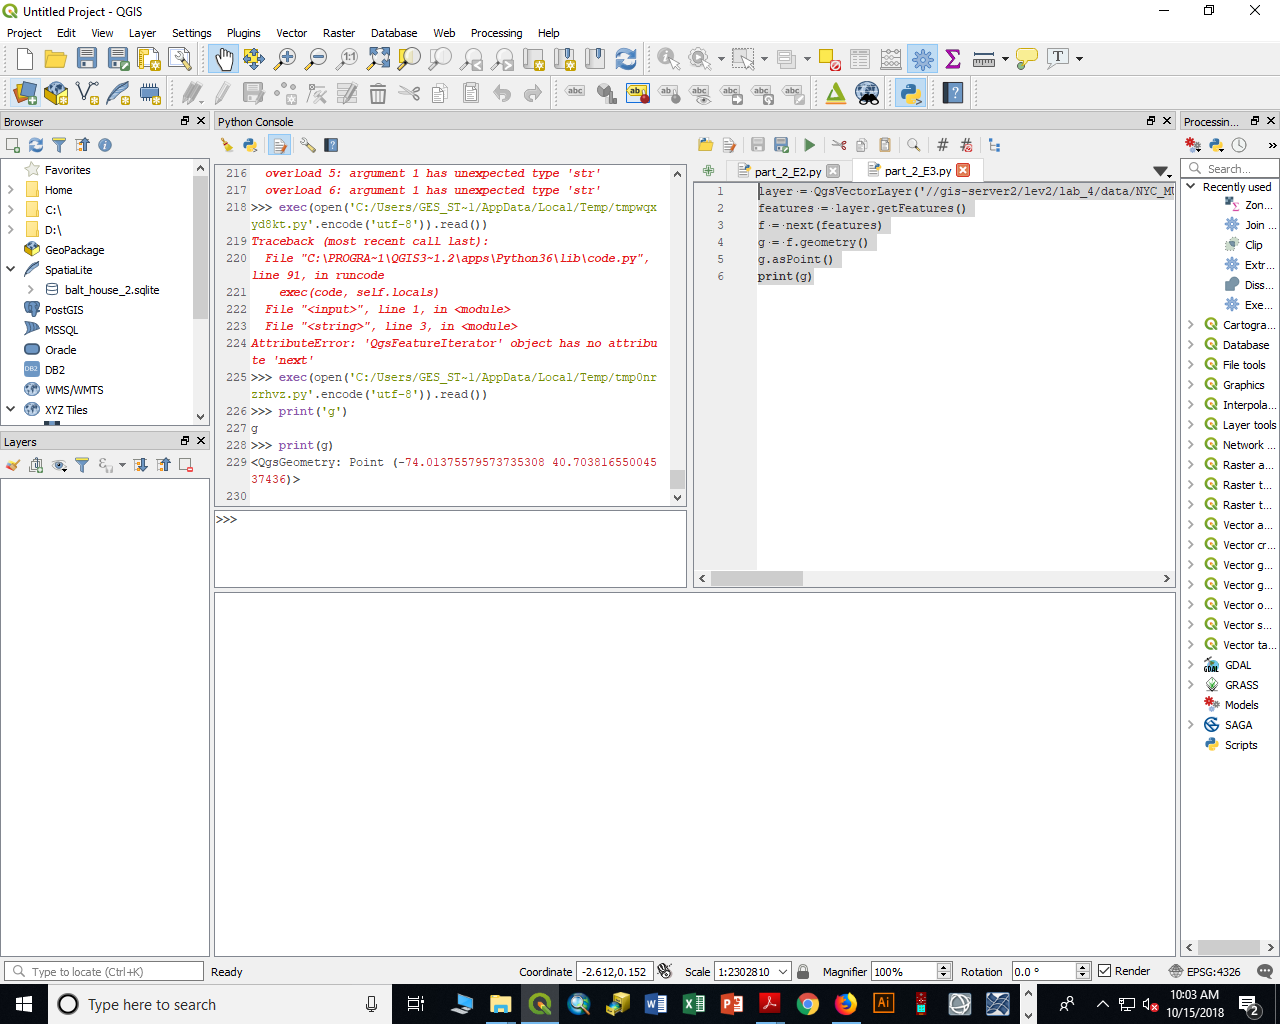 Untitled Project - QGIS
Project Edit View Layer Settings Plugins Vector Raster Database Web Processing Help
Browser
Favorites
Home
C:\
D:\
GeoPackage
SpatiaLite
balt_house_2.sqlite
PostGIS
MSSQL
Oracle
DB2
WMS/WMTS
XYZ Tiles
Layers
Python Console
216 overload 5: argument 1 has unexpected type 'str'
217 overload 6: argument 1 has unexpected type 'str'
218 >>> exec(open('C:/Users/GES_ST~1/AppData/Local/Temp/tmpwqx
yd8kt.py'.encode('utf-8')).read())
219 Traceback (most recent call last):
220 File "C:\PROGRA~1\QGIS3~1.2\apps\Python36\lib\code.py",
line 91, in runcode
221 exec(code, self.locals)
222 File "<input>", line 1, in <module>
223 File "<string>", line 3, in <module>
224 AttributeError: 'QgsFeatureIterator' object has no attribu
te 'next'
225 >>> exec(open('C:/Users/GES_ST~1/AppData/Local/Temp/tmp0nr
zrhvz.py'.encode('utf-8')).read())
226 >>> print('g')
227 g
228 >>> print(g)
229 <QgsGeometry: Point (-74.01375579573735308 40.703816550045
37436)>
230
>>>
part_2_E2.py part_2_E3.py
1 layer = QgsVectorLayer('//gis-server2/lev2/lab_4/data/NYC_MU
2 features = layer.getFeatures()
3 f = next(features)
4 g = f.geometry()
5 g.asPoint()
6 print(g)
Processin...
Search...
Recently used
Zon...
Join ...
Clip
Extr...
Diss...
Exe...
Cartogra...
Database
File tools
Graphics
Interpola...
Layer tools
Network ...
Raster a...
Raster t...
Raster t...
Vector a...
Vector cr...
Vector g...
Vector g...
Vector o...
Vector s...
Vector ta...
GDAL
GRASS
Models
SAGA
Scripts
Type to locate (Ctrl+K) Ready Coordinate -2.612,0.152 Scale 1:2302810 Magnifier 100% Rotation 0.0 ° Render EPSG:4326
Type here to search
10:03 AM
10/15/2018
2